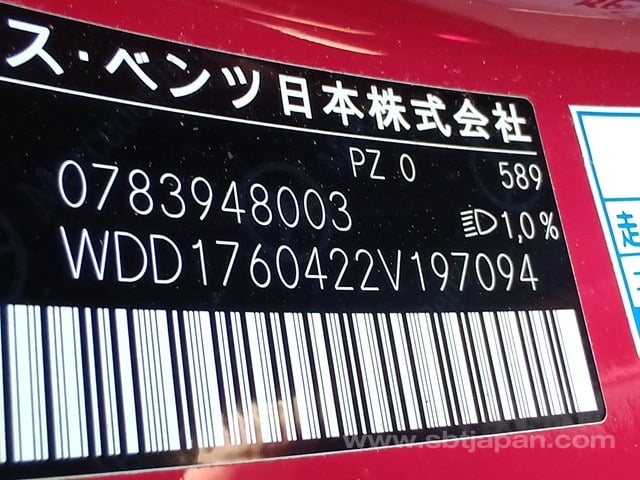 ス・ベンツ日本株式会社
PZ 0 589
0783948003
1,0%
WDD1760422V197094
走
www.sbtjapan.com